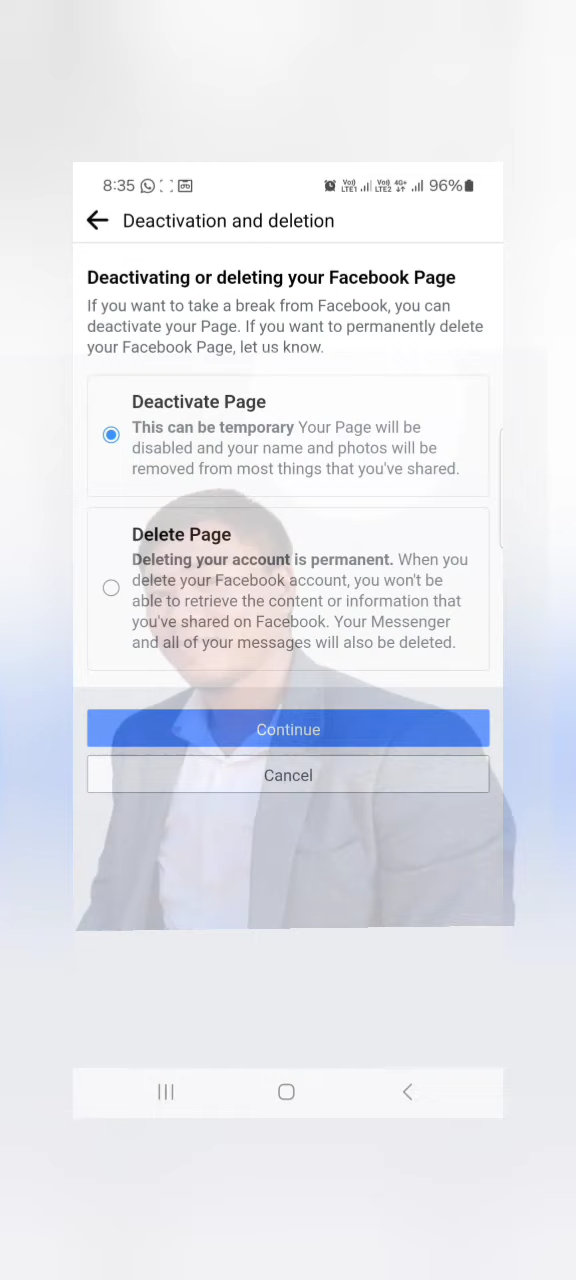 8:35 96%
Deactivation and deletion
Deactivating or deleting your Facebook Page
If you want to take a break from Facebook, you can
deactivate your Page. If you want to permanently delete
your Facebook Page, let us know.
Deactivate Page
This can be temporary Your Page will be
disabled and your name and photos will be
removed from most things that you've shared.
Delete Page
Deleting your account is permanent. When you
delete your Facebook account, you won't be
able to retrieve the content or information that
you've shared on Facebook. Your Messenger
and all of your messages will also be deleted.
Continue
Cancel